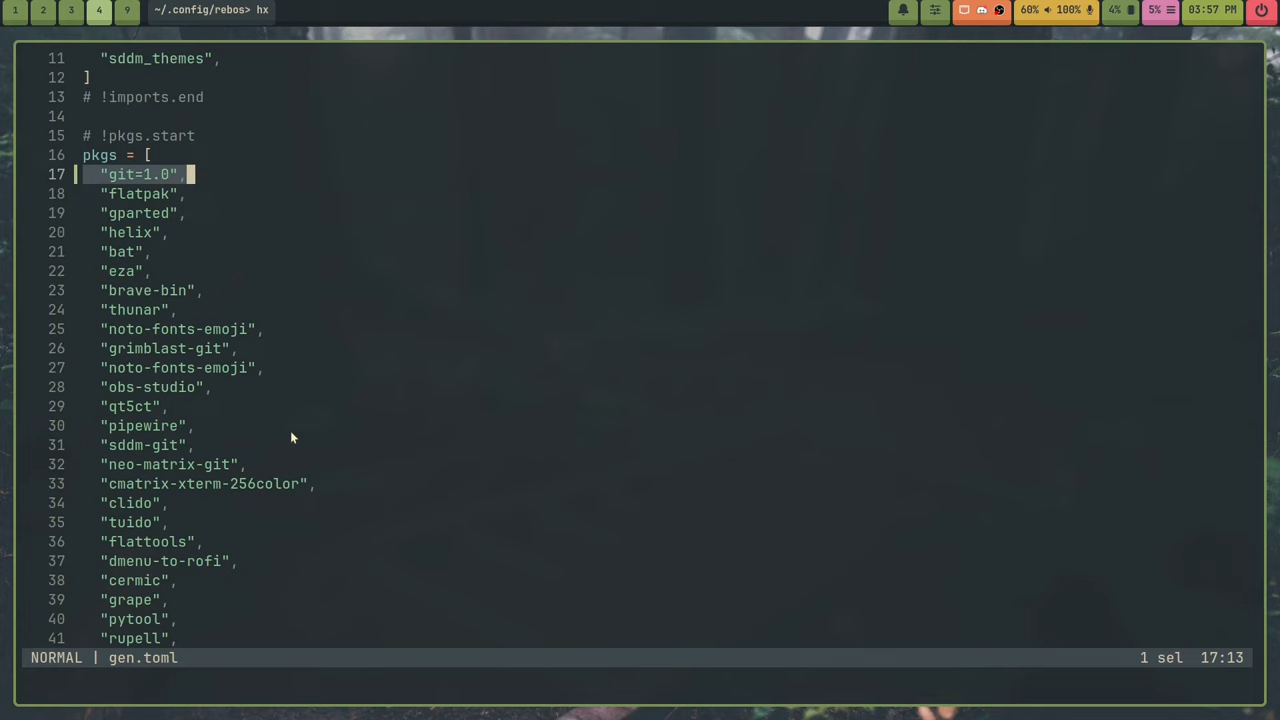 1 2 3 4 9 ~/.config/rebos> hx 60% 100% 4% 5% 03:57 PM
11 "sddm_themes",
12 ]
13 # !imports.end
14
15 # !pkgs.start
16 pkgs = [
17 "git=1.0",
18 "flatpak",
19 "gparted",
20 "helix",
21 "bat",
22 "eza",
23 "brave-bin",
24 "thunar",
25 "noto-fonts-emoji",
26 "grimblast-git",
27 "noto-fonts-emoji",
28 "obs-studio",
29 "qt5ct",
30 "pipewire",
31 "sddm-git",
32 "neo-matrix-git",
33 "cmatrix-xterm-256color",
34 "clido",
35 "tuido",
36 "flattools",
37 "dmenu-to-rofi",
38 "cermic",
39 "grape",
40 "pytool",
41 "rupell",
NORMAL | gen.toml 1 sel 17:13